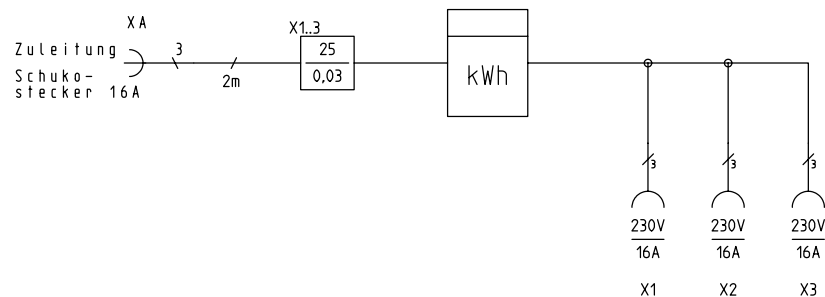 XA
Zuleitung
Schuko-
stecker 16A
3
2m
X1..3
25
0,03
kWh
3
3
3
230V
16A
230V
16A
230V
16A
X1
X2
X3